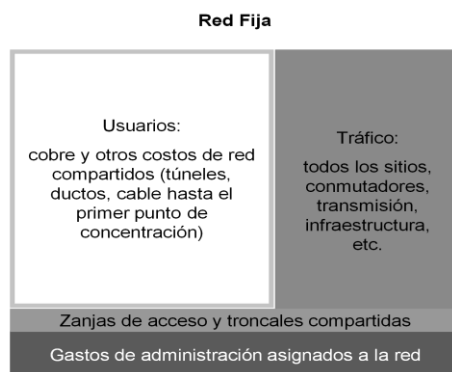 Red Fija
Usuarios:
cobre y otros costos de red
compartidos (túneles,
ductos, cable hasta el
primer punto de
concentración)
Tráfico:
todos los sitios,
conmutadores,
transmisión,
infraestructura,
etc.
Zanjas de acceso y troncales compartidas
Gastos de administración asignados a la red